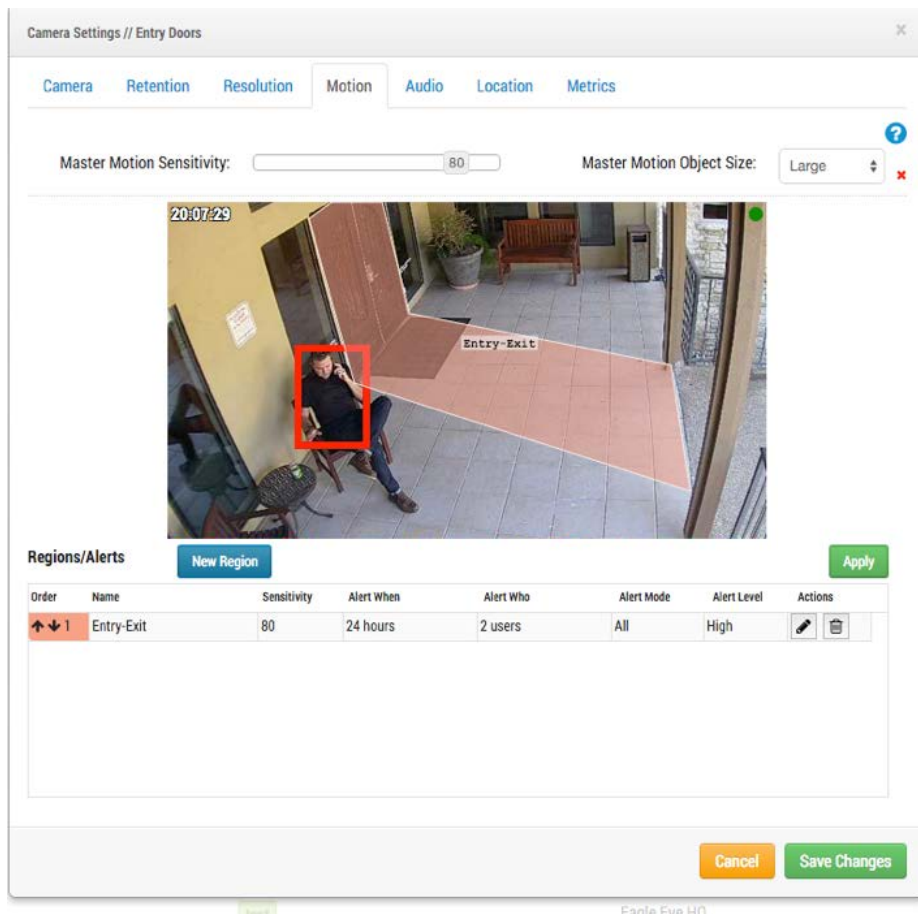 Camera Settings // Entry Doors
×
Camera Retention Resolution Motion Audio Location Metrics
?
Master Motion Sensitivity: 80 Master Motion Object Size: Large
20:07:29
Entry-Exit
Regions/Alerts New Region Apply
Order Name Sensitivity Alert When Alert Who Alert Mode Alert Level Actions
1 Entry-Exit 80 24 hours 2 users All High
Cancel Save Changes
Eagle Eye HQ